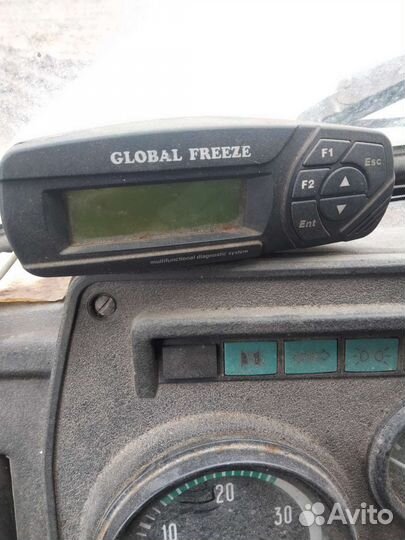 GLOBAL FREEZE
F1
Esc
F2
Ent
multifunctional diagnostic system
20
10
30
Avito